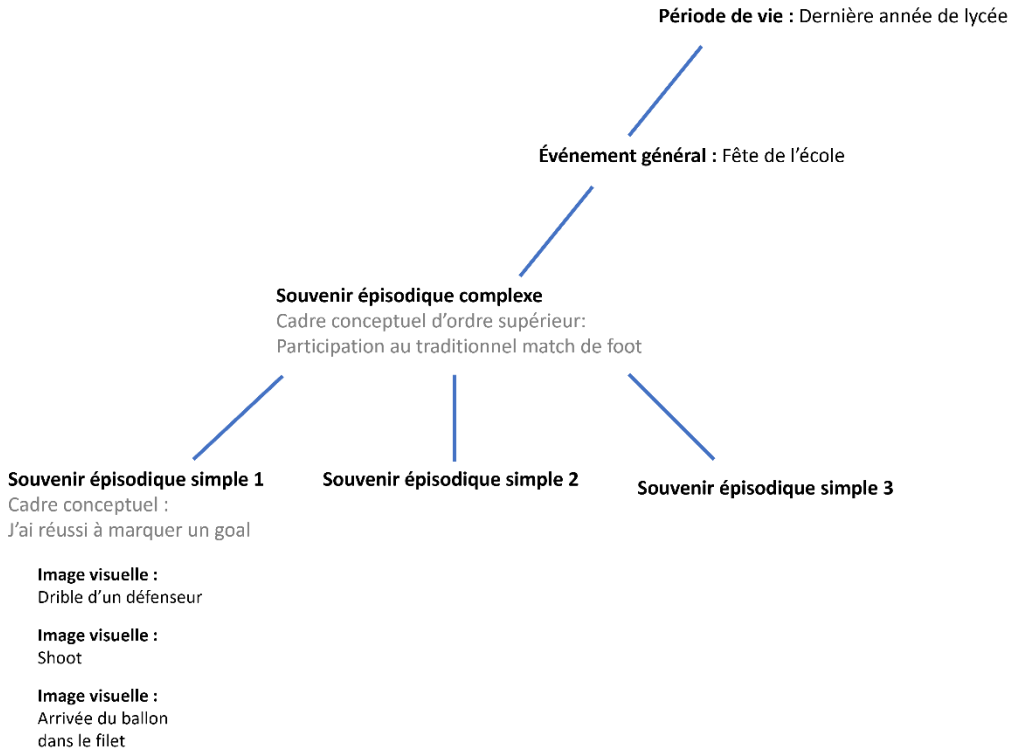 Période de vie : Dernière année de lycée
Événement général : Fête de l'école
Souvenir épisodique complexe
Cadre conceptuel d'ordre supérieur:
Participation au traditionnel match de foot
Souvenir épisodique simple 1
Cadre conceptuel :
J'ai réussi à marquer un goal
Souvenir épisodique simple 2
Souvenir épisodique simple 3
Image visuelle :
Drible d'un défenseur
Image visuelle :
Shoot
Image visuelle :
Arrivée du ballon
dans le filet